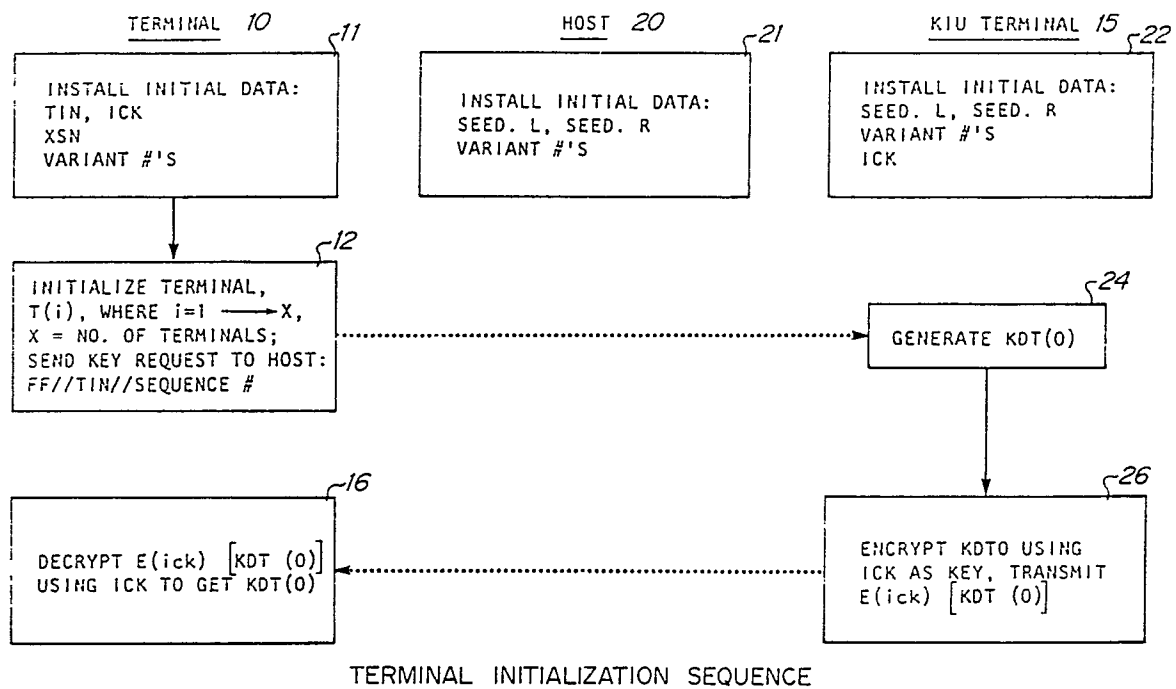 TERMINAL 10
11
INSTALL INITIAL DATA:
TIN, ICK
XSN
VARIANT #'S
HOST 20
21
INSTALL INITIAL DATA:
SEED. L, SEED. R
VARIANT #'S
KIU TERMINAL 15
22
INSTALL INITIAL DATA:
SEED. L, SEED. R
VARIANT #'S
ICK
12
INITIALIZE TERMINAL,
T(i), WHERE i=1 ⟶X,
X = NO. OF TERMINALS;
SEND KEY REQUEST TO HOST:
FF//TIN//SEQUENCE #
24
GENERATE KDT(0)
16
DECRYPT E(ick) [KDT (0)]
USING ICK TO GET KDT(0)
26
ENCRYPT KDTO USING
ICK AS KEY, TRANSMIT
E(ick) [KDT (0)]
TERMINAL INITIALIZATION SEQUENCE